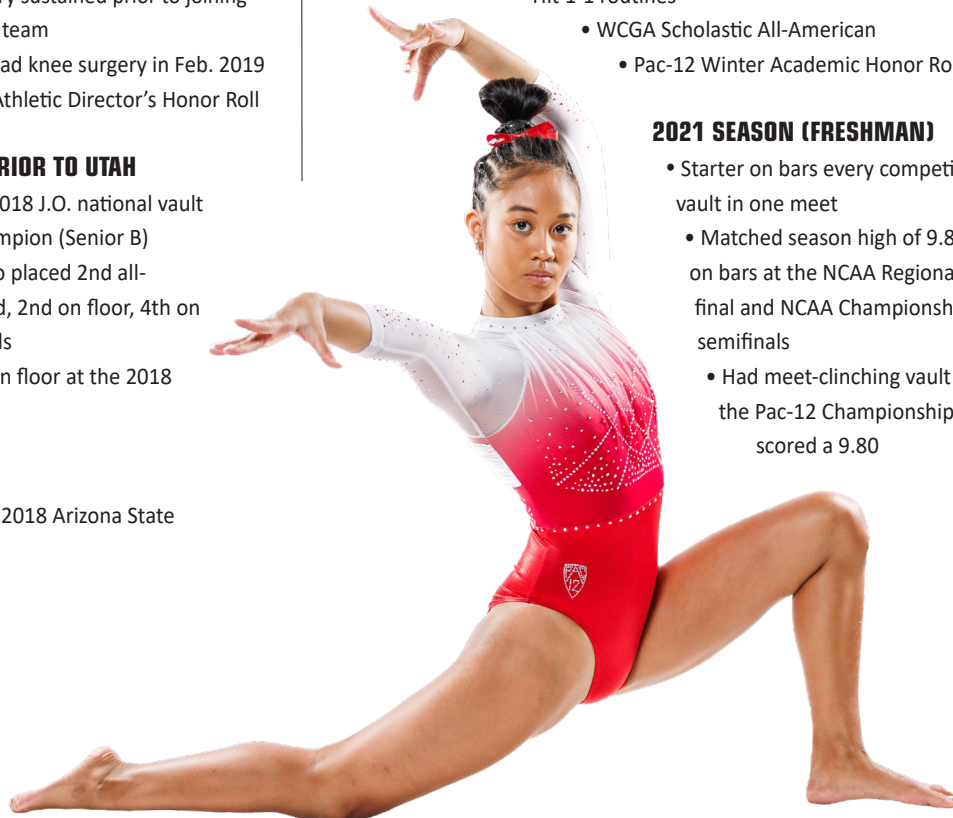 team
ad knee surgery in Feb. 2019
Athletic Director's Honor Roll
RIOR TO UTAH
018 J.O. national vault
mpion (Senior B)
placed 2nd all-
, 2nd on floor, 4th on
n floor at the 2018
2018 Arizona State
• WCGA Scholastic All-American
• Pac-12 Winter Academic Honor Ro
2021 SEASON (FRESHMAN)
• Starter on bars every competi
vault in one meet
• Matched season high of 9.8
on bars at the NCAA Regiona
final and NCAA Championsh
semifinals
• Had meet-clinching vault
the Pac-12 Championship
scored a 9.80
12